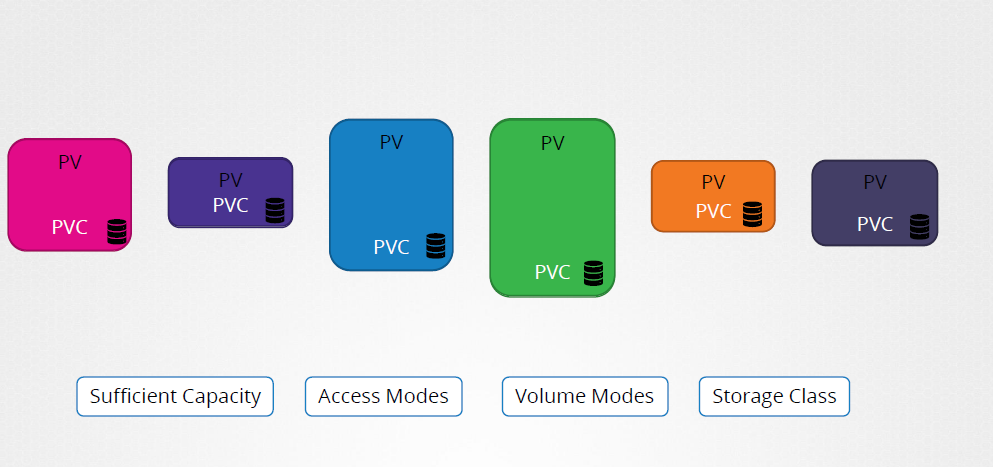 PV
PVC
PV
PVC
PV
PVC
PV
PVC
PV
PVC
PV
PVC
Sufficient Capacity
Access Modes
Volume Modes
Storage Class